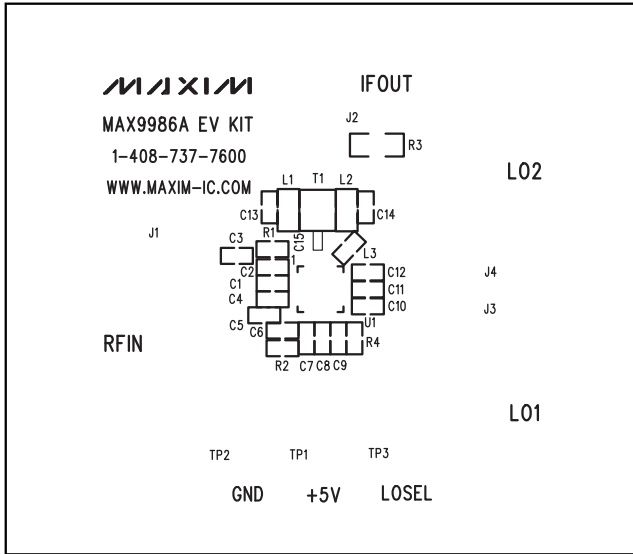 MAXIM
IFOUT
MAX9986A EV KIT
1-408-737-7600
WWW.MAXIM-IC.COM
J2
R3
LO2
L1
T1
L2
C13
C14
J1
C3
R1
C15
L3
1
C2
C12
J4
C1
C11
C4
C10
J3
C5
U1
C6
RFIN
R4
R2
C7
C8
C9
LO1
TP2
TP1
TP3
GND
+5V
LOSEL